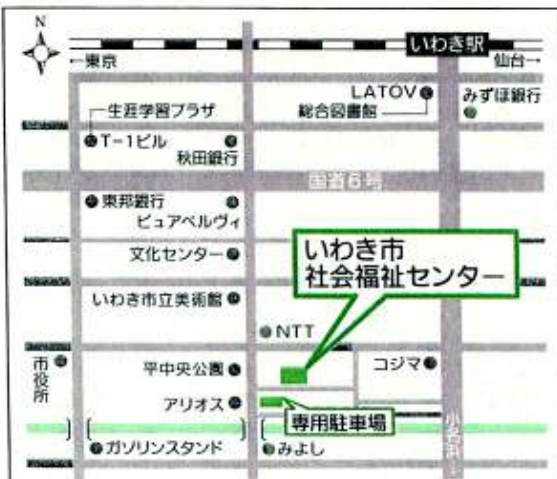 N
いわき駅
←東京
仙台→
LATOV
総合図書館
みずほ銀行
生涯学習プラザ
T-1ビル
秋田銀行
国道6号
東邦銀行
ピュアベルヴィ
文化センター
いわき市
社会福祉センター
いわき市立美術館
NTT
市役所
平中央公園
コジマ
アリオス
専用駐車場
小名浜→
ガソリンスタンド
みよし